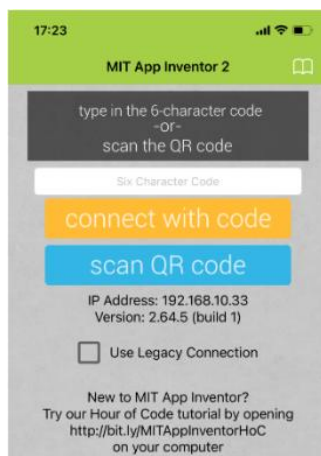 17:23
MIT App Inventor 2
type in the 6-character code
-or-
scan the QR code
Six Character Code
connect with code
scan QR code
IP Address: 192.168.10.33
Version: 2.64.5 (build 1)
Use Legacy Connection
New to MIT App Inventor?
Try our Hour of Code tutorial by opening
http://bit.ly/MITAppInventorHoC
on your computer